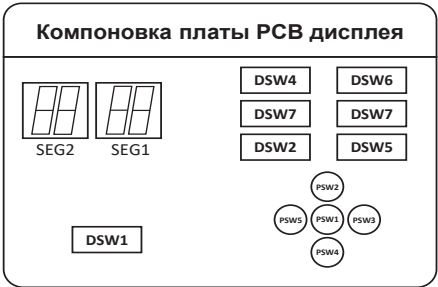 Компоновка платы PCB дисплея
DSW4 DSW6
DSW7 DSW7
SEG2 SEG1 DSW2 DSW5
PSW2
PSW5 PSW1 PSW3
DSW1
PSW4